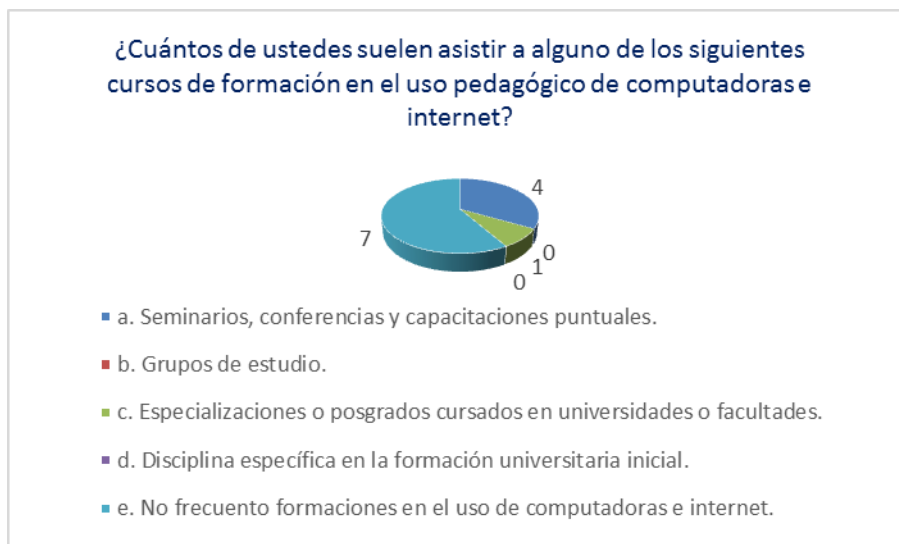 ¿Cuántos de ustedes suelen asistir a alguno de los siguientes
cursos de formación en el uso pedagógico de computadoras e
internet?
4
7
0
1
0
a. Seminarios, conferencias y capacitaciones puntuales.
b. Grupos de estudio.
c. Especializaciones o posgrados cursados en universidades o facultades.
d. Disciplina específica en la formación universitaria inicial.
e. No frecuento formaciones en el uso de computadoras e internet.